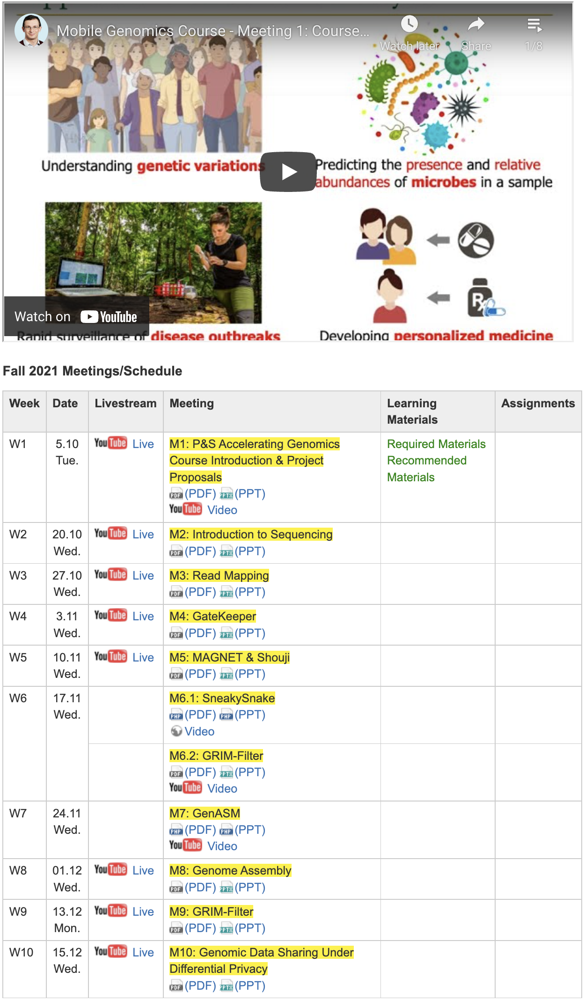 Mobile Genomics Course - Meeting 1: Course...
Watch later
Share
1/8
Understanding genetic variations
Predicting the presence and relative
abundances of microbes in a sample
Watch on YouTube
Rapid surveillance of disease outbreaks
Developing personalized medicine
Fall 2021 Meetings/Schedule
Week Date Livestream Meeting Learning Materials Assignments
W1 5.10 Tue. YouTube Live M1: P&S Accelerating Genomics
Course Introduction & Project
Proposals
(PDF) (PPT)
YouTube Video
Required Materials
Recommended
Materials
W2 20.10 Wed. YouTube Live M2: Introduction to Sequencing
(PDF) (PPT)
W3 27.10 Wed. YouTube Live M3: Read Mapping
(PDF) (PPT)
W4 3.11 Wed. YouTube Live M4: GateKeeper
(PDF) (PPT)
W5 10.11 Wed. YouTube Live M5: MAGNET & Shouji
(PDF) (PPT)
W6 17.11 Wed. M6.1: SneakySnake
(PDF) (PPT)
Video
M6.2: GRIM-Filter
(PDF) (PPT)
YouTube Video
W7 24.11 Wed. M7: GenASM
(PDF) (PPT)
YouTube Video
W8 01.12 Wed. YouTube Live M8: Genome Assembly
(PDF) (PPT)
W9 13.12 Mon. YouTube Live M9: GRIM-Filter
(PDF) (PPT)
W10 15.12 Wed. YouTube Live M10: Genomic Data Sharing Under
Differential Privacy
(PDF) (PPT)